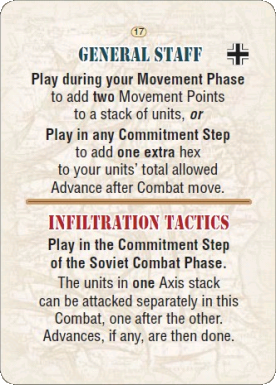 17
GENERAL STAFF
Play during your Movement Phase
to add two Movement Points
to a stack of units, or
Play in any Commitment Step
to add one extra hex
to your units' total allowed
Advance after Combat move.
INFILTRATION TACTICS
Play in the Commitment Step
of the Soviet Combat Phase.
The units in one Axis stack
can be attacked separately in this
Combat, one after the other.
Advances, if any, are then done.